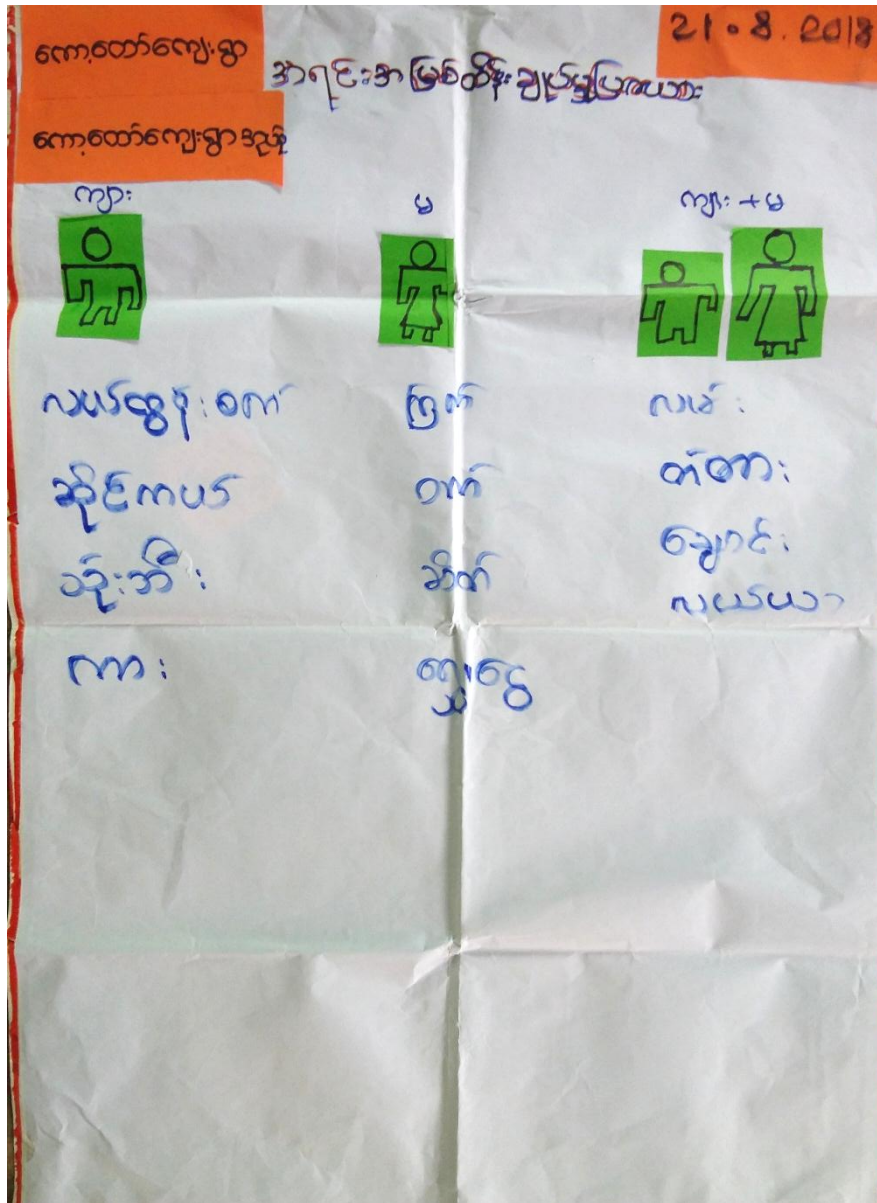 ကော့တော်ကျေးရွာ
21.8.2018
အရင်းအမြစ်ထိန်းချုပ်မှုပြဇယား
ကော့တော်ကျေးရွာအုပ်စု
ကျား
မ
ကျား+မ
လယ်ထွန်စက်
ဆိုင်ကယ်
သုံးဘီး
ကား
ကြက်
ဝက်
ဆိတ်
ရွှေငွေ
လမ်း
တံတား
ချောင်း
လယ်ယာ